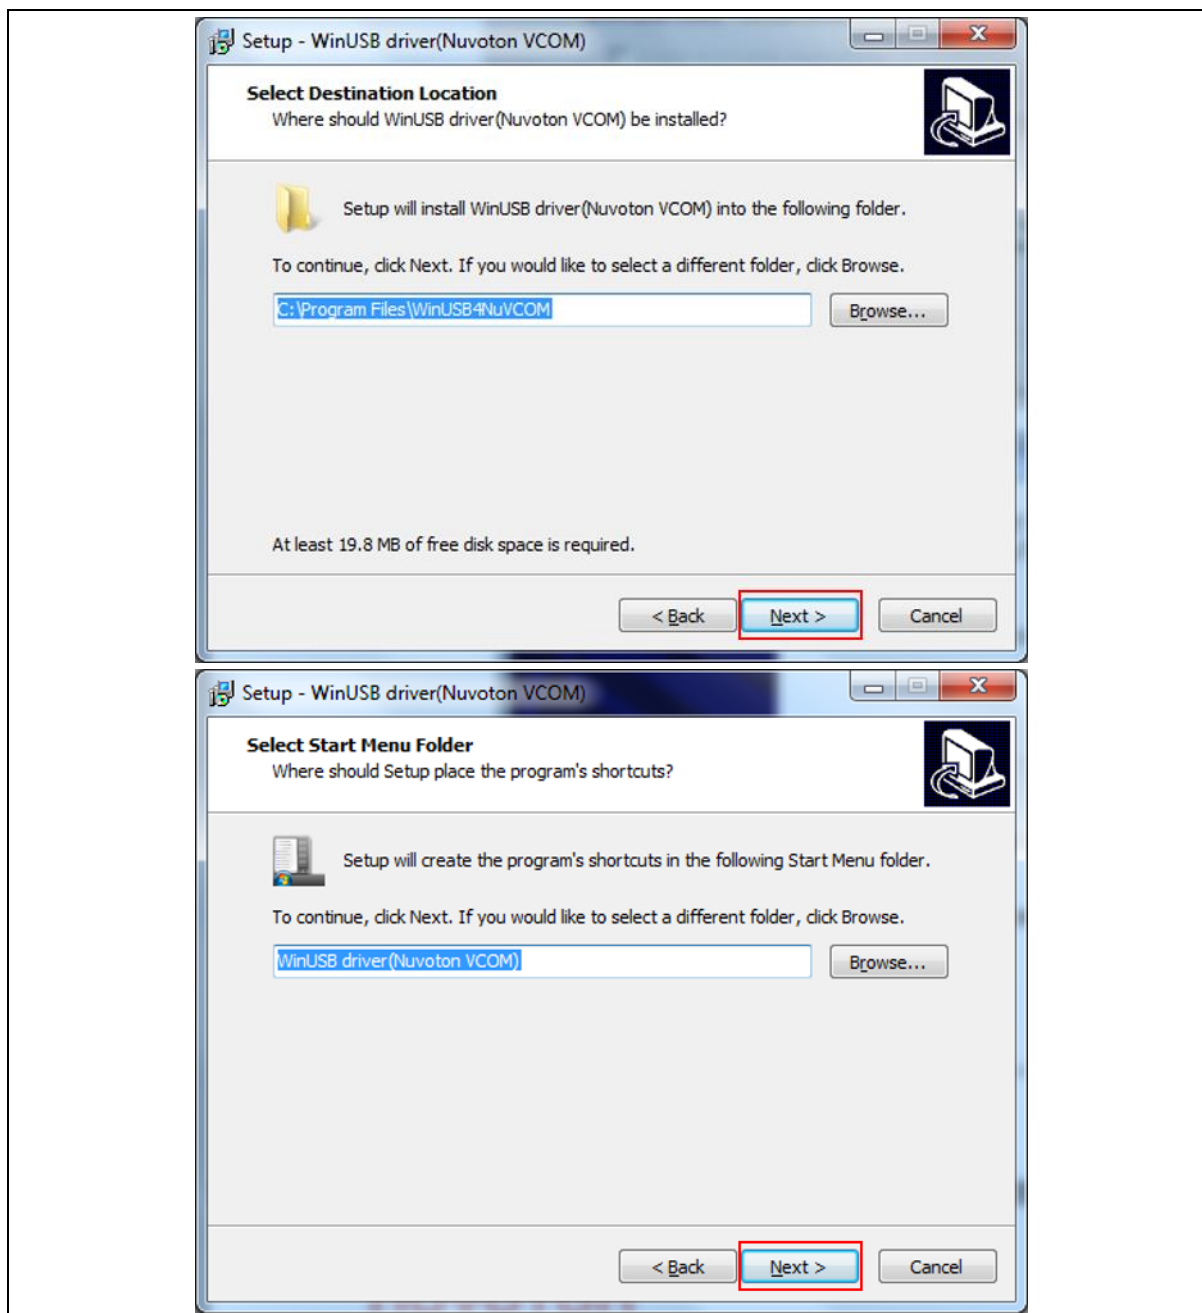 Setup - WinUSB driver(Nuvoton VCOM)
Select Destination Location
Where should WinUSB driver(Nuvoton VCOM) be installed?
Setup will install WinUSB driver(Nuvoton VCOM) into the following folder.
To continue, click Next. If you would like to select a different folder, click Browse.
C:\Program Files\WinUSB4NuVCOM
Browse...
At least 19.8 MB of free disk space is required.
< Back Next > Cancel
Setup - WinUSB driver(Nuvoton VCOM)
Select Start Menu Folder
Where should Setup place the program's shortcuts?
Setup will create the program's shortcuts in the following Start Menu folder.
To continue, click Next. If you would like to select a different folder, click Browse.
WinUSB driver(Nuvoton VCOM)
Browse...
< Back Next > Cancel